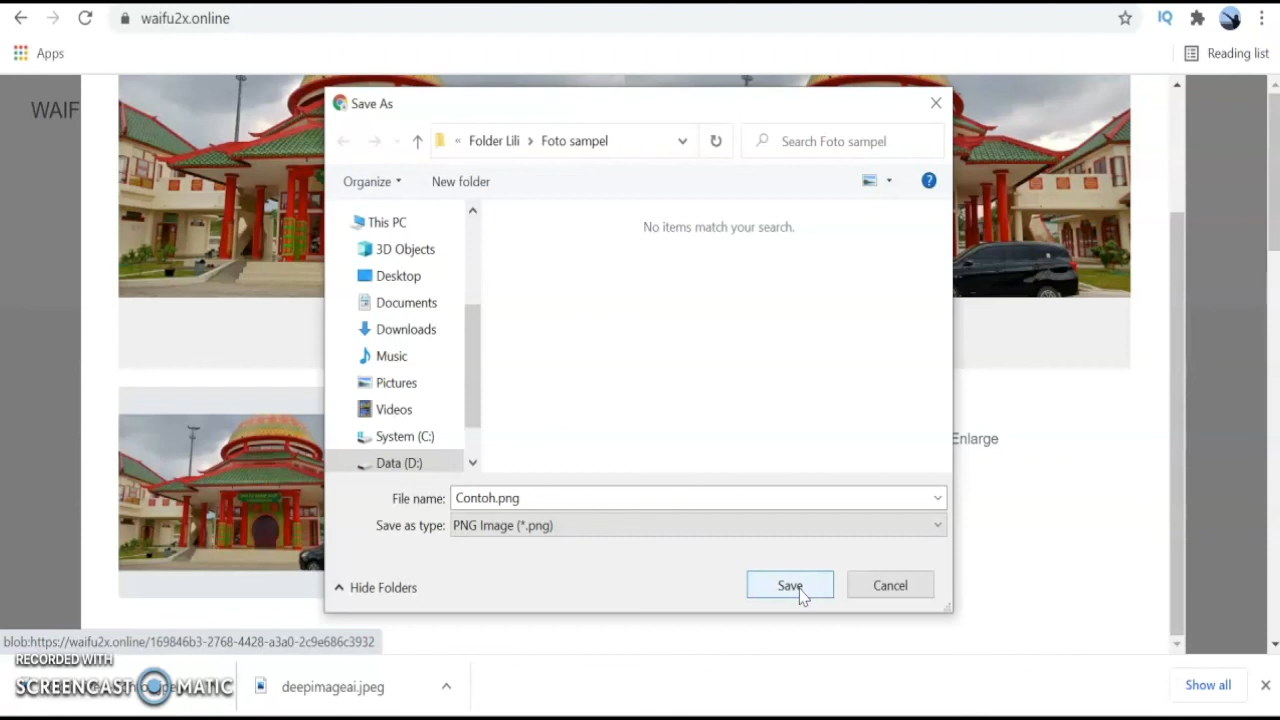 waifu2x.online
IQ
Apps
Reading list
WAIF
Save As
« Folder Lili › Foto sampel
Search Foto sampel
Organize
New folder
?
This PC
3D Objects
Desktop
Documents
Downloads
Music
Pictures
Videos
System (C:)
Data (D:)
No items match your search.
Enlarge
File name: Contoh.png
Save as type: PNG Image (*.png)
Hide Folders
Save
Cancel
blob:https://waifu2x.online/169846b3-2768-4428-a3a0-2c9e686c3932
RECORDED WITH
SCREENCAST MATIC
deepimageai.jpeg
Show all